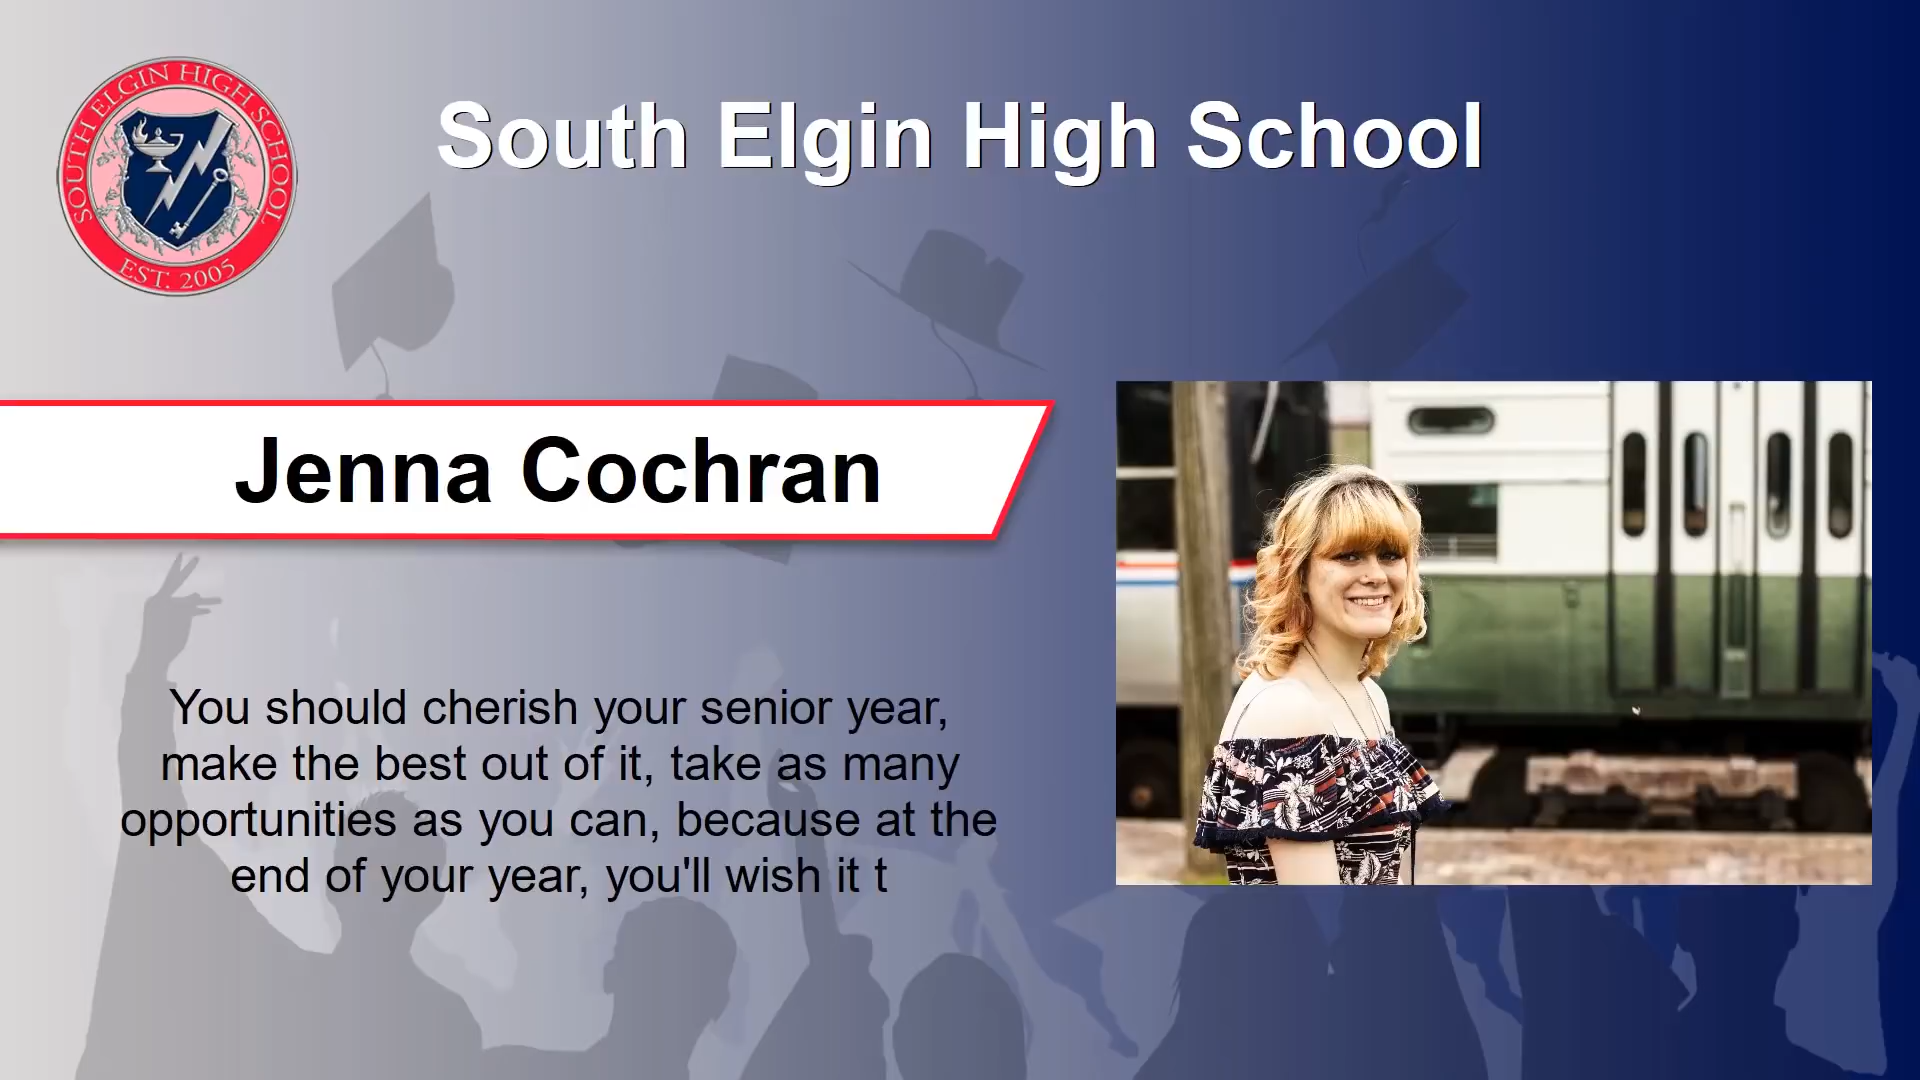 SOUTH ELGIN HIGH SCHOOL
EST. 2005
South Elgin High School
Jenna Cochran
You should cherish your senior year,
make the best out of it, take as many
opportunities as you can, because at the
end of your year, you'll wish it t